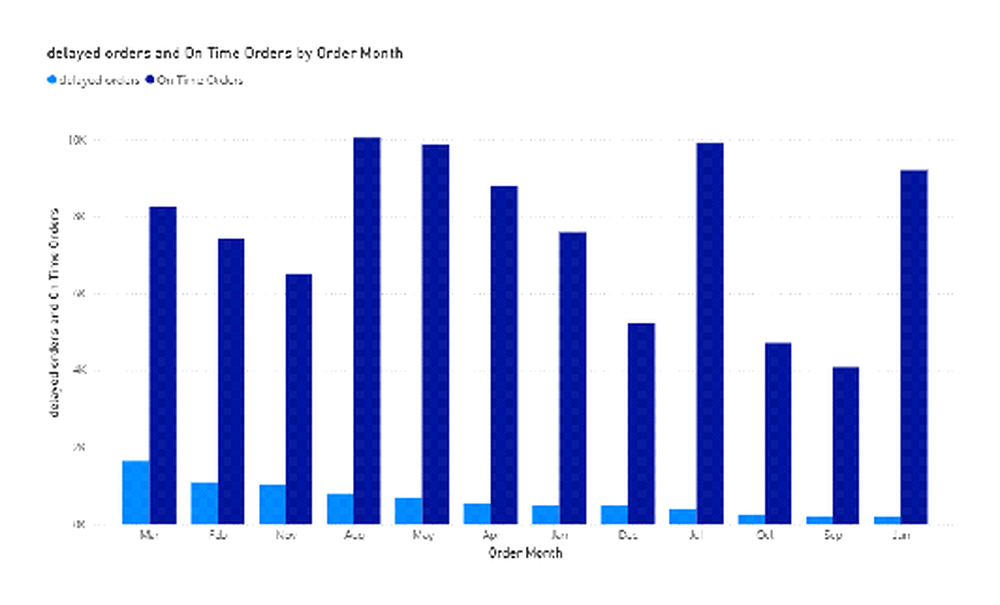 delayed orders and On Time Orders by Order Month
delayed orders On Time Orders
10K
8K
6K
4K
2K
0K
delayed orders and On Time Orders
Mar Feb Nov Aug May Apr Dec Jul Oct Sep
Order Month